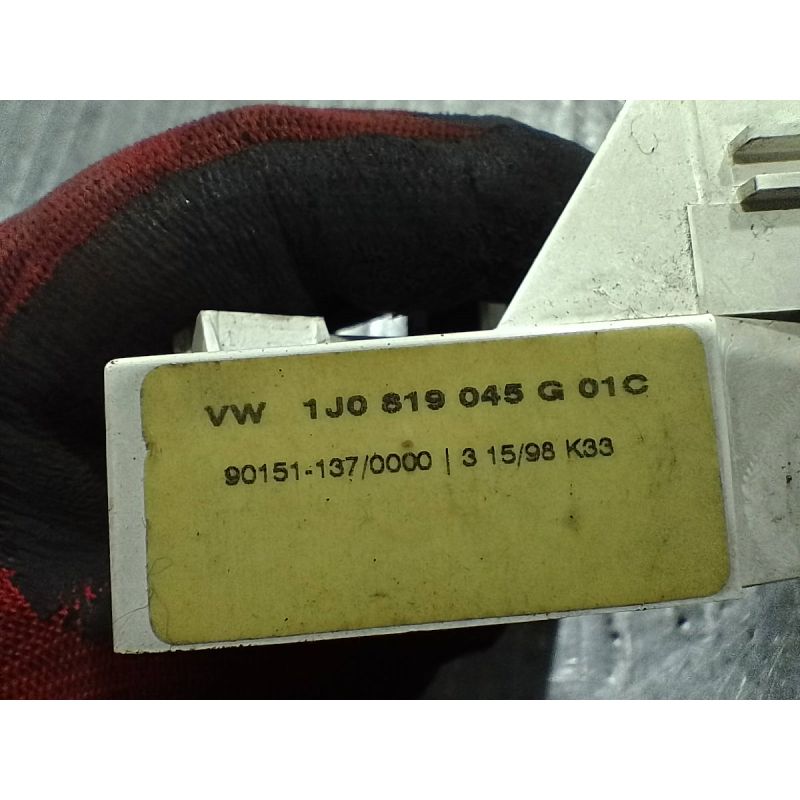 VW 1J0 819 045 G 01C
90151-137/0000 | 3 15/98 K33